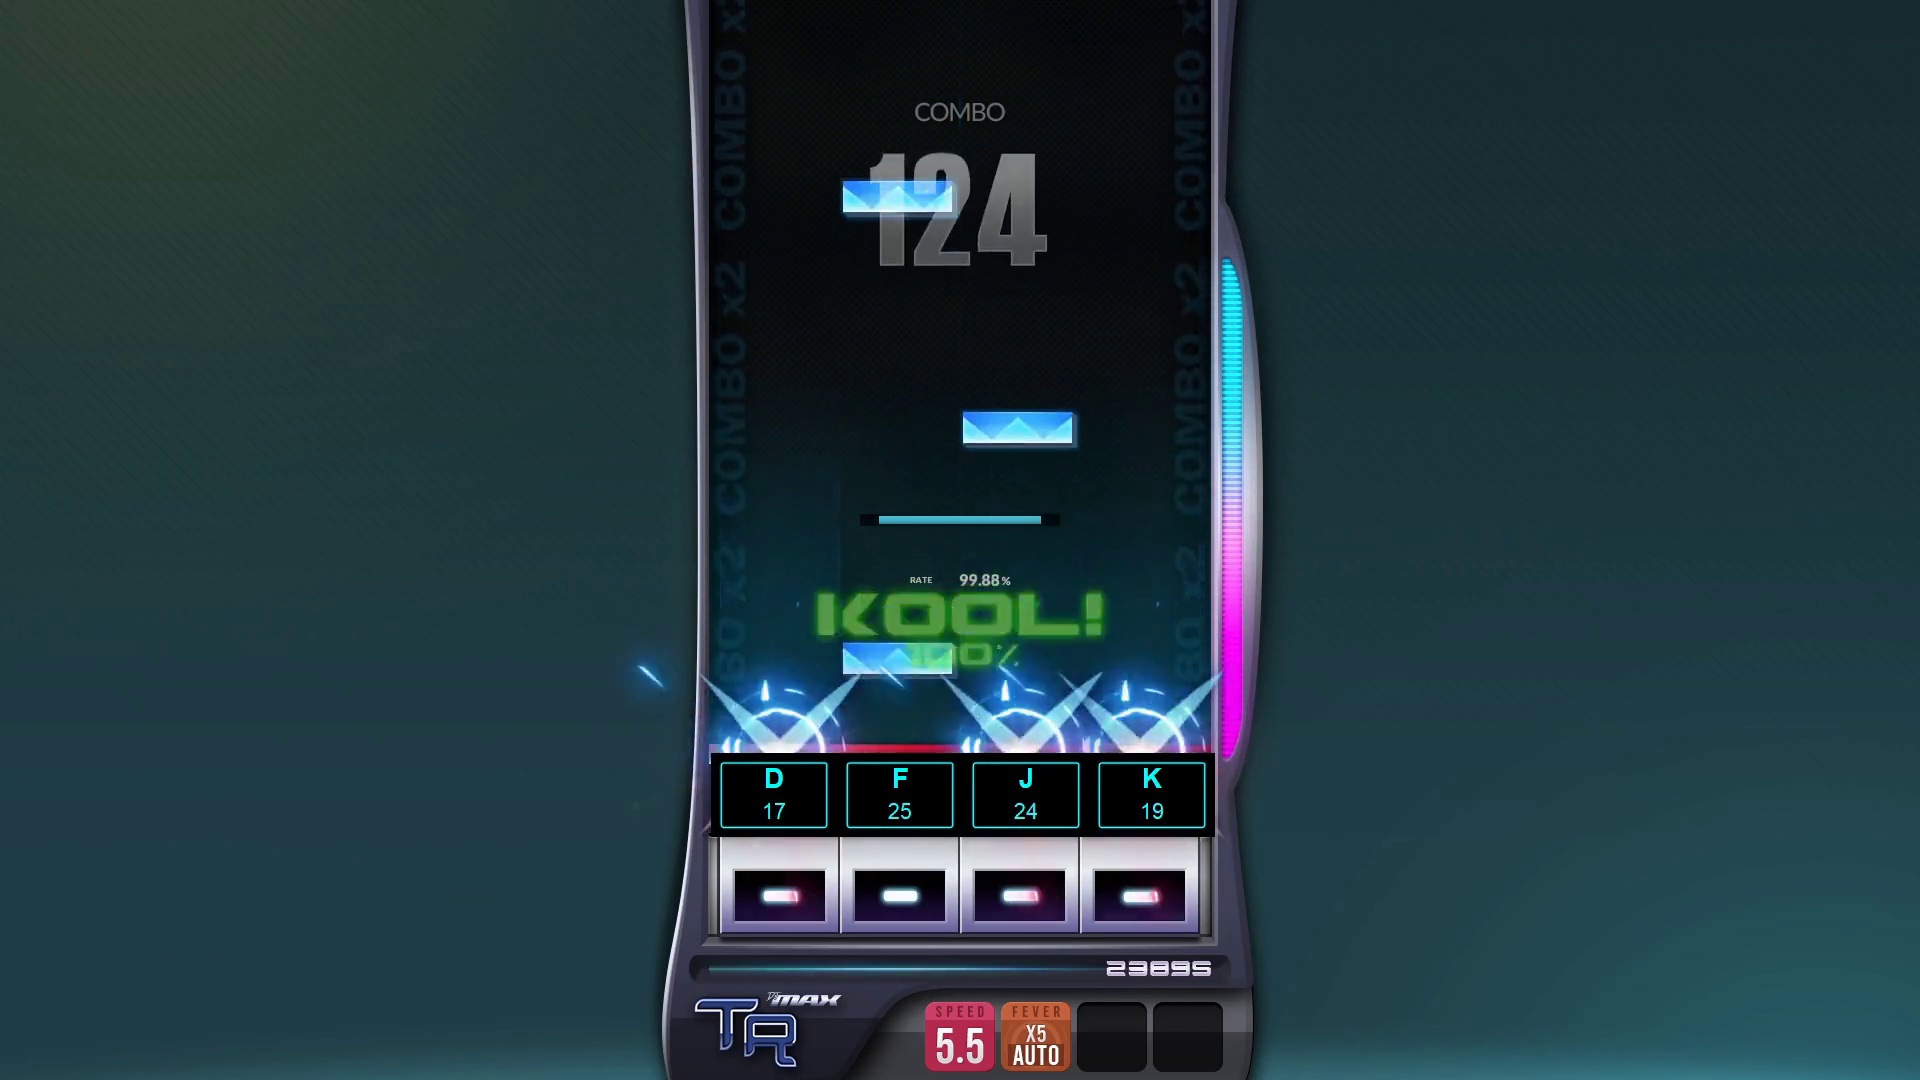 COMBO x2 COMBO x2 COMBO x2
COMBO x2 COMBO x2 COMBO x2
COMBO
124
RATE 99.88%
KOOL!
100%
D F J K
17 25 24 19
23895
TR MAX
SPEED FEVER
5.5 X5
AUTO